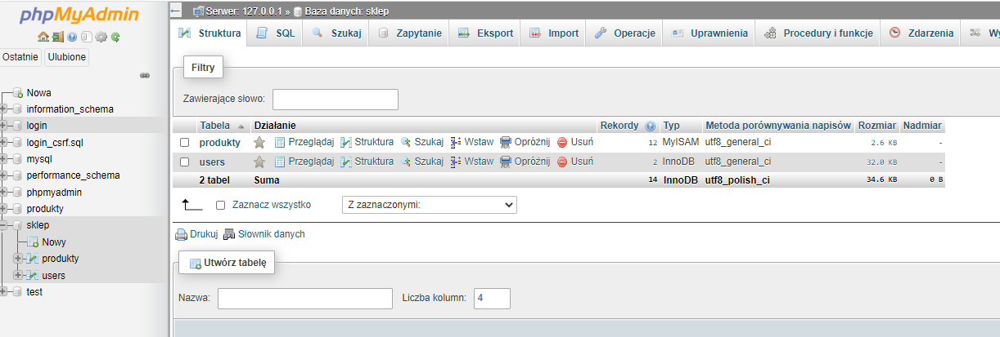 phpMyAdmin
Ostatnie Ulubione
Nowa
information_schema
login
login_csrf.sql
mysql
performance_schema
phpmyadmin
produkty
sklep
Nowy
produkty
users
test
Serwer: 127.0.0.1 » Baza danych: sklep
Struktura SQL Szukaj Zapytanie Eksport Import Operacje Uprawnienia Procedury i funkcje Zdarzenia
Filtry
Zawierające słowo:
Tabela Działanie Rekordy Typ Metoda porównywania napisów Rozmiar Nadmiar
produkty Przeglądaj Struktura Szukaj Wstaw Opróżnij Usuń 12 MyISAM utf8_general_ci 2.6 KB -
users Przeglądaj Struktura Szukaj Wstaw Opróżnij Usuń 2 InnoDB utf8_general_ci 32.0 KB -
2 tabel Suma 14 InnoDB utf8_polish_ci 34.6 KB 0 B
Zaznacz wszystko Z zaznaczonymi:
Drukuj Słownik danych
Utwórz tabelę
Nazwa: Liczba kolumn: 4